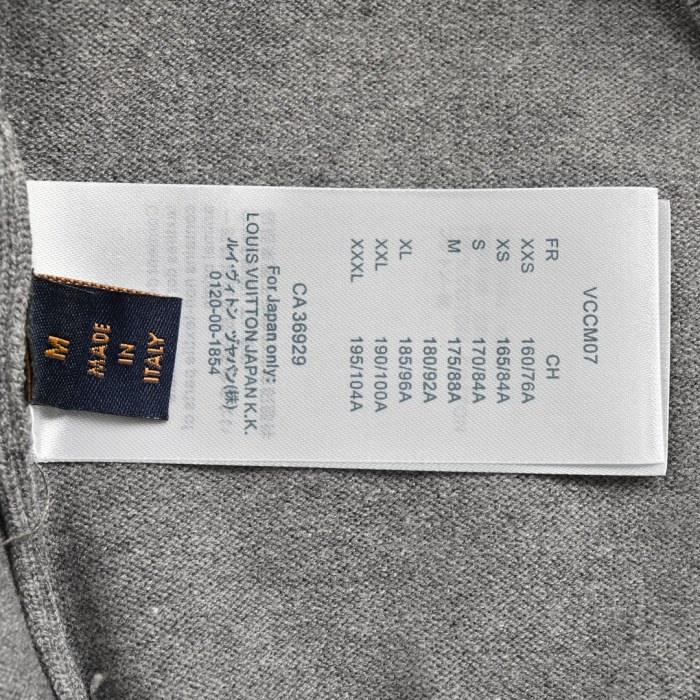 VCCM07
FR CH
XXS 160/76A
XS 165/84A
S 170/84A
M 175/88A
180/92A
XL 185/96A
XXL 190/100A
XXXL 195/104A
CA 36929
For Japan only:
LOUIS VUITTON JAPAN K.K.
ルイ・ヴィトン ジャパン(株)
0120-00-1854
M
MADE
IN
ITALY